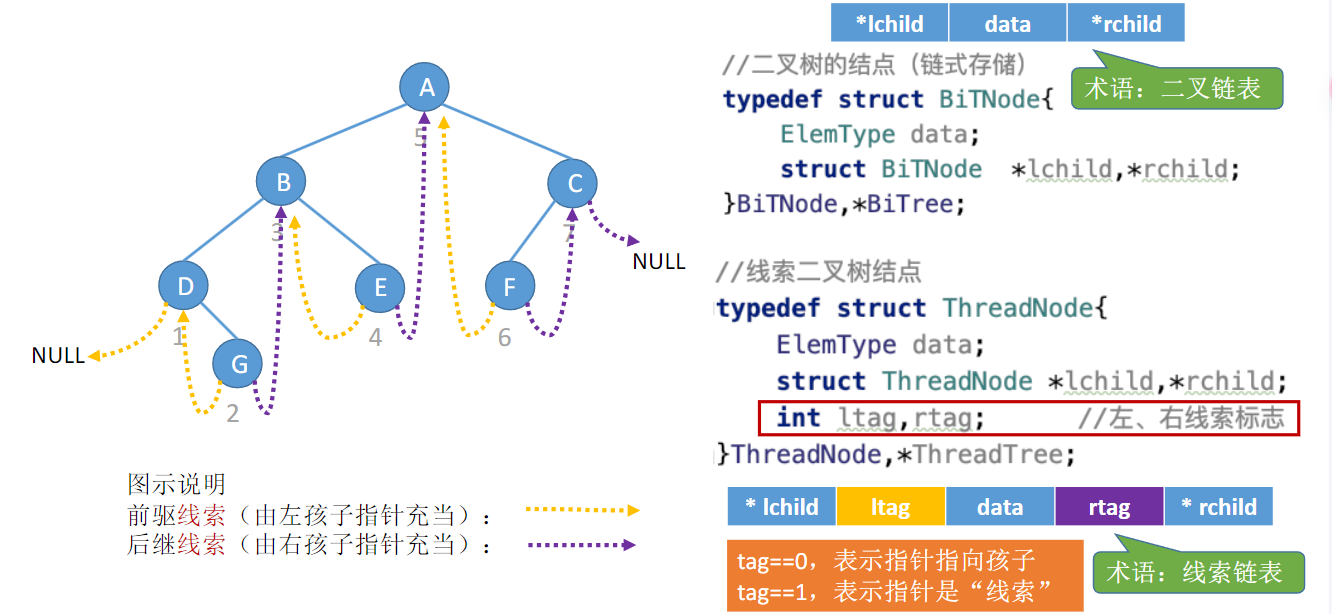 A
5
B
C
3
7
NULL
D
E
F
1
4
6
NULL
G
2
图示说明
前驱线索（由左孩子指针充当）：
后继线索（由右孩子指针充当）：
*lchild data *rchild
//二叉树的结点（链式存储）
术语：二叉链表
typedef struct BiTNode{
ElemType data;
struct BiTNode *lchild,*rchild;
}BiTNode,*BiTree;
//线索二叉树结点
typedef struct ThreadNode{
ElemType data;
struct ThreadNode *lchild,*rchild;
int ltag,rtag; //左、右线索标志
}ThreadNode,*ThreadTree;
* lchild ltag data rtag * rchild
tag==0，表示指针指向孩子
tag==1，表示指针是“线索”
术语：线索链表